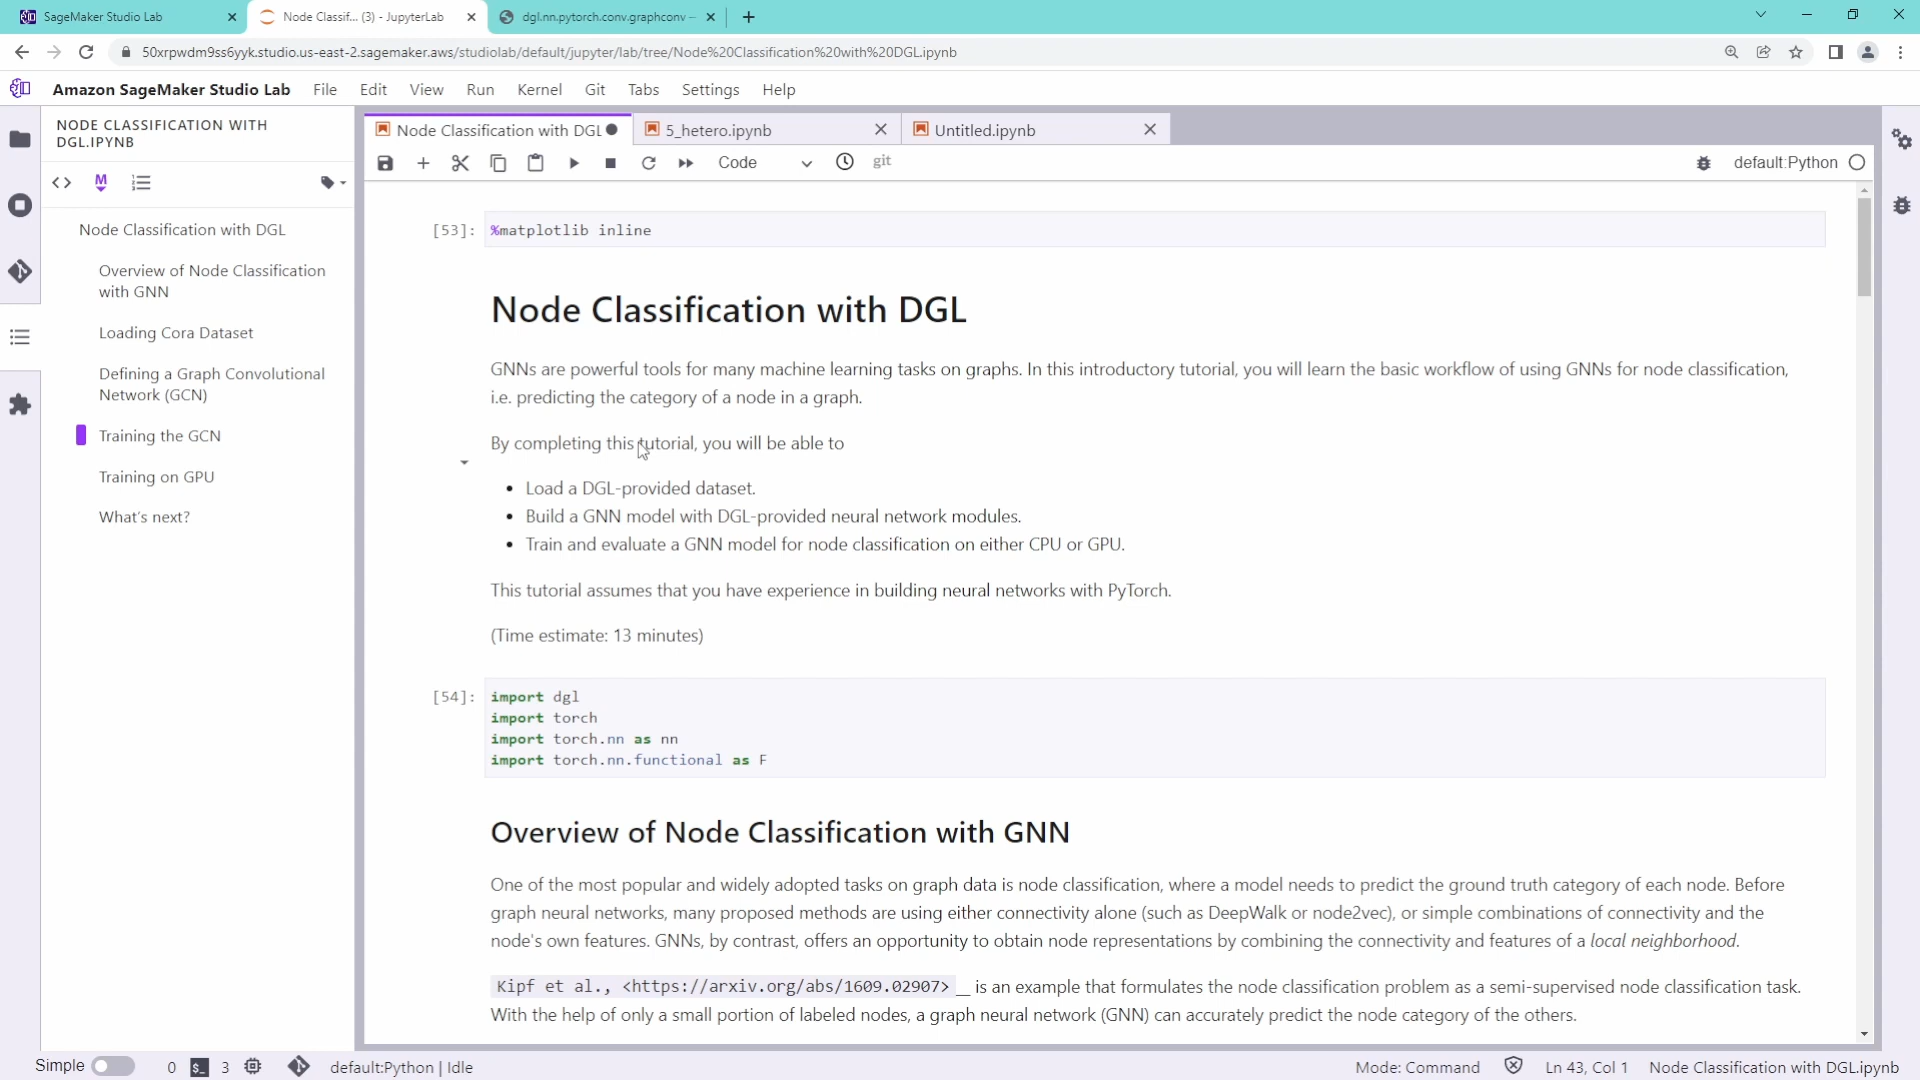 SageMaker Studio Lab
Node Classif... (3) - JupyterLab
dgl.nn.pytorch.conv.graphconv –
50xrpwdm9ss6yyk.studio.us-east-2.sagemaker.aws/studiolab/default/jupyter/lab/tree/Node%20Classification%20with%20DGL.ipynb
Amazon SageMaker Studio Lab File Edit View Run Kernel Git Tabs Settings Help
NODE CLASSIFICATION WITH
DGL.IPYNB
Node Classification with DGL
Overview of Node Classification
with GNN
Loading Cora Dataset
Defining a Graph Convolutional
Network (GCN)
Training the GCN
Training on GPU
What's next?
Node Classification with DGL
5_hetero.ipynb
Untitled.ipynb
Code
git
default:Python
[53]: %matplotlib inline
Node Classification with DGL
GNNs are powerful tools for many machine learning tasks on graphs. In this introductory tutorial, you will learn the basic workflow of using GNNs for node classification,
i.e. predicting the category of a node in a graph.
By completing this tutorial, you will be able to
• Load a DGL-provided dataset.
• Build a GNN model with DGL-provided neural network modules.
• Train and evaluate a GNN model for node classification on either CPU or GPU.
This tutorial assumes that you have experience in building neural networks with PyTorch.
(Time estimate: 13 minutes)
[54]: import dgl
import torch
import torch.nn as nn
import torch.nn.functional as F
Overview of Node Classification with GNN
One of the most popular and widely adopted tasks on graph data is node classification, where a model needs to predict the ground truth category of each node. Before
graph neural networks, many proposed methods are using either connectivity alone (such as DeepWalk or node2vec), or simple combinations of connectivity and the
node's own features. GNNs, by contrast, offers an opportunity to obtain node representations by combining the connectivity and features of a local neighborhood.
Kipf et al., <https://arxiv.org/abs/1609.02907> __ is an example that formulates the node classification problem as a semi-supervised node classification task.
With the help of only a small portion of labeled nodes, a graph neural network (GNN) can accurately predict the node category of the others.
Simple 0 $_ 3 default:Python | Idle Mode: Command Ln 43, Col 1 Node Classification with DGL.ipynb